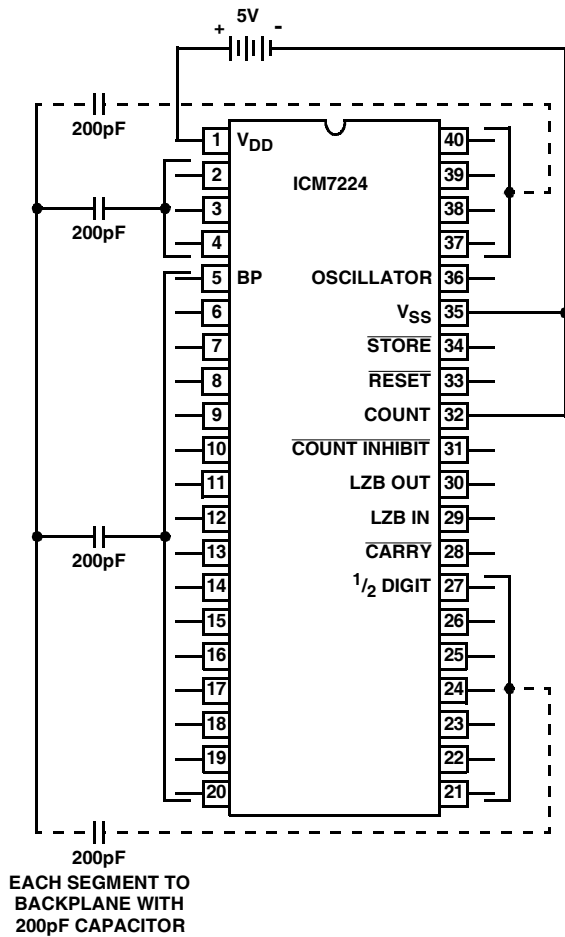 + 5V -
200pF
1 VDD 40
2 39
ICM7224
3 38
200pF
4 37
5 BP OSCILLATOR 36
6 VSS 35
7 STORE 34
8 RESET 33
9 COUNT 32
10 COUNT INHIBIT 31
11 LZB OUT 30
12 LZB IN 29
13 CARRY 28
200pF
14 1/2 DIGIT 27
15 26
16 25
17 24
18 23
19 22
20 21
200pF
EACH SEGMENT TO
BACKPLANE WITH
200pF CAPACITOR